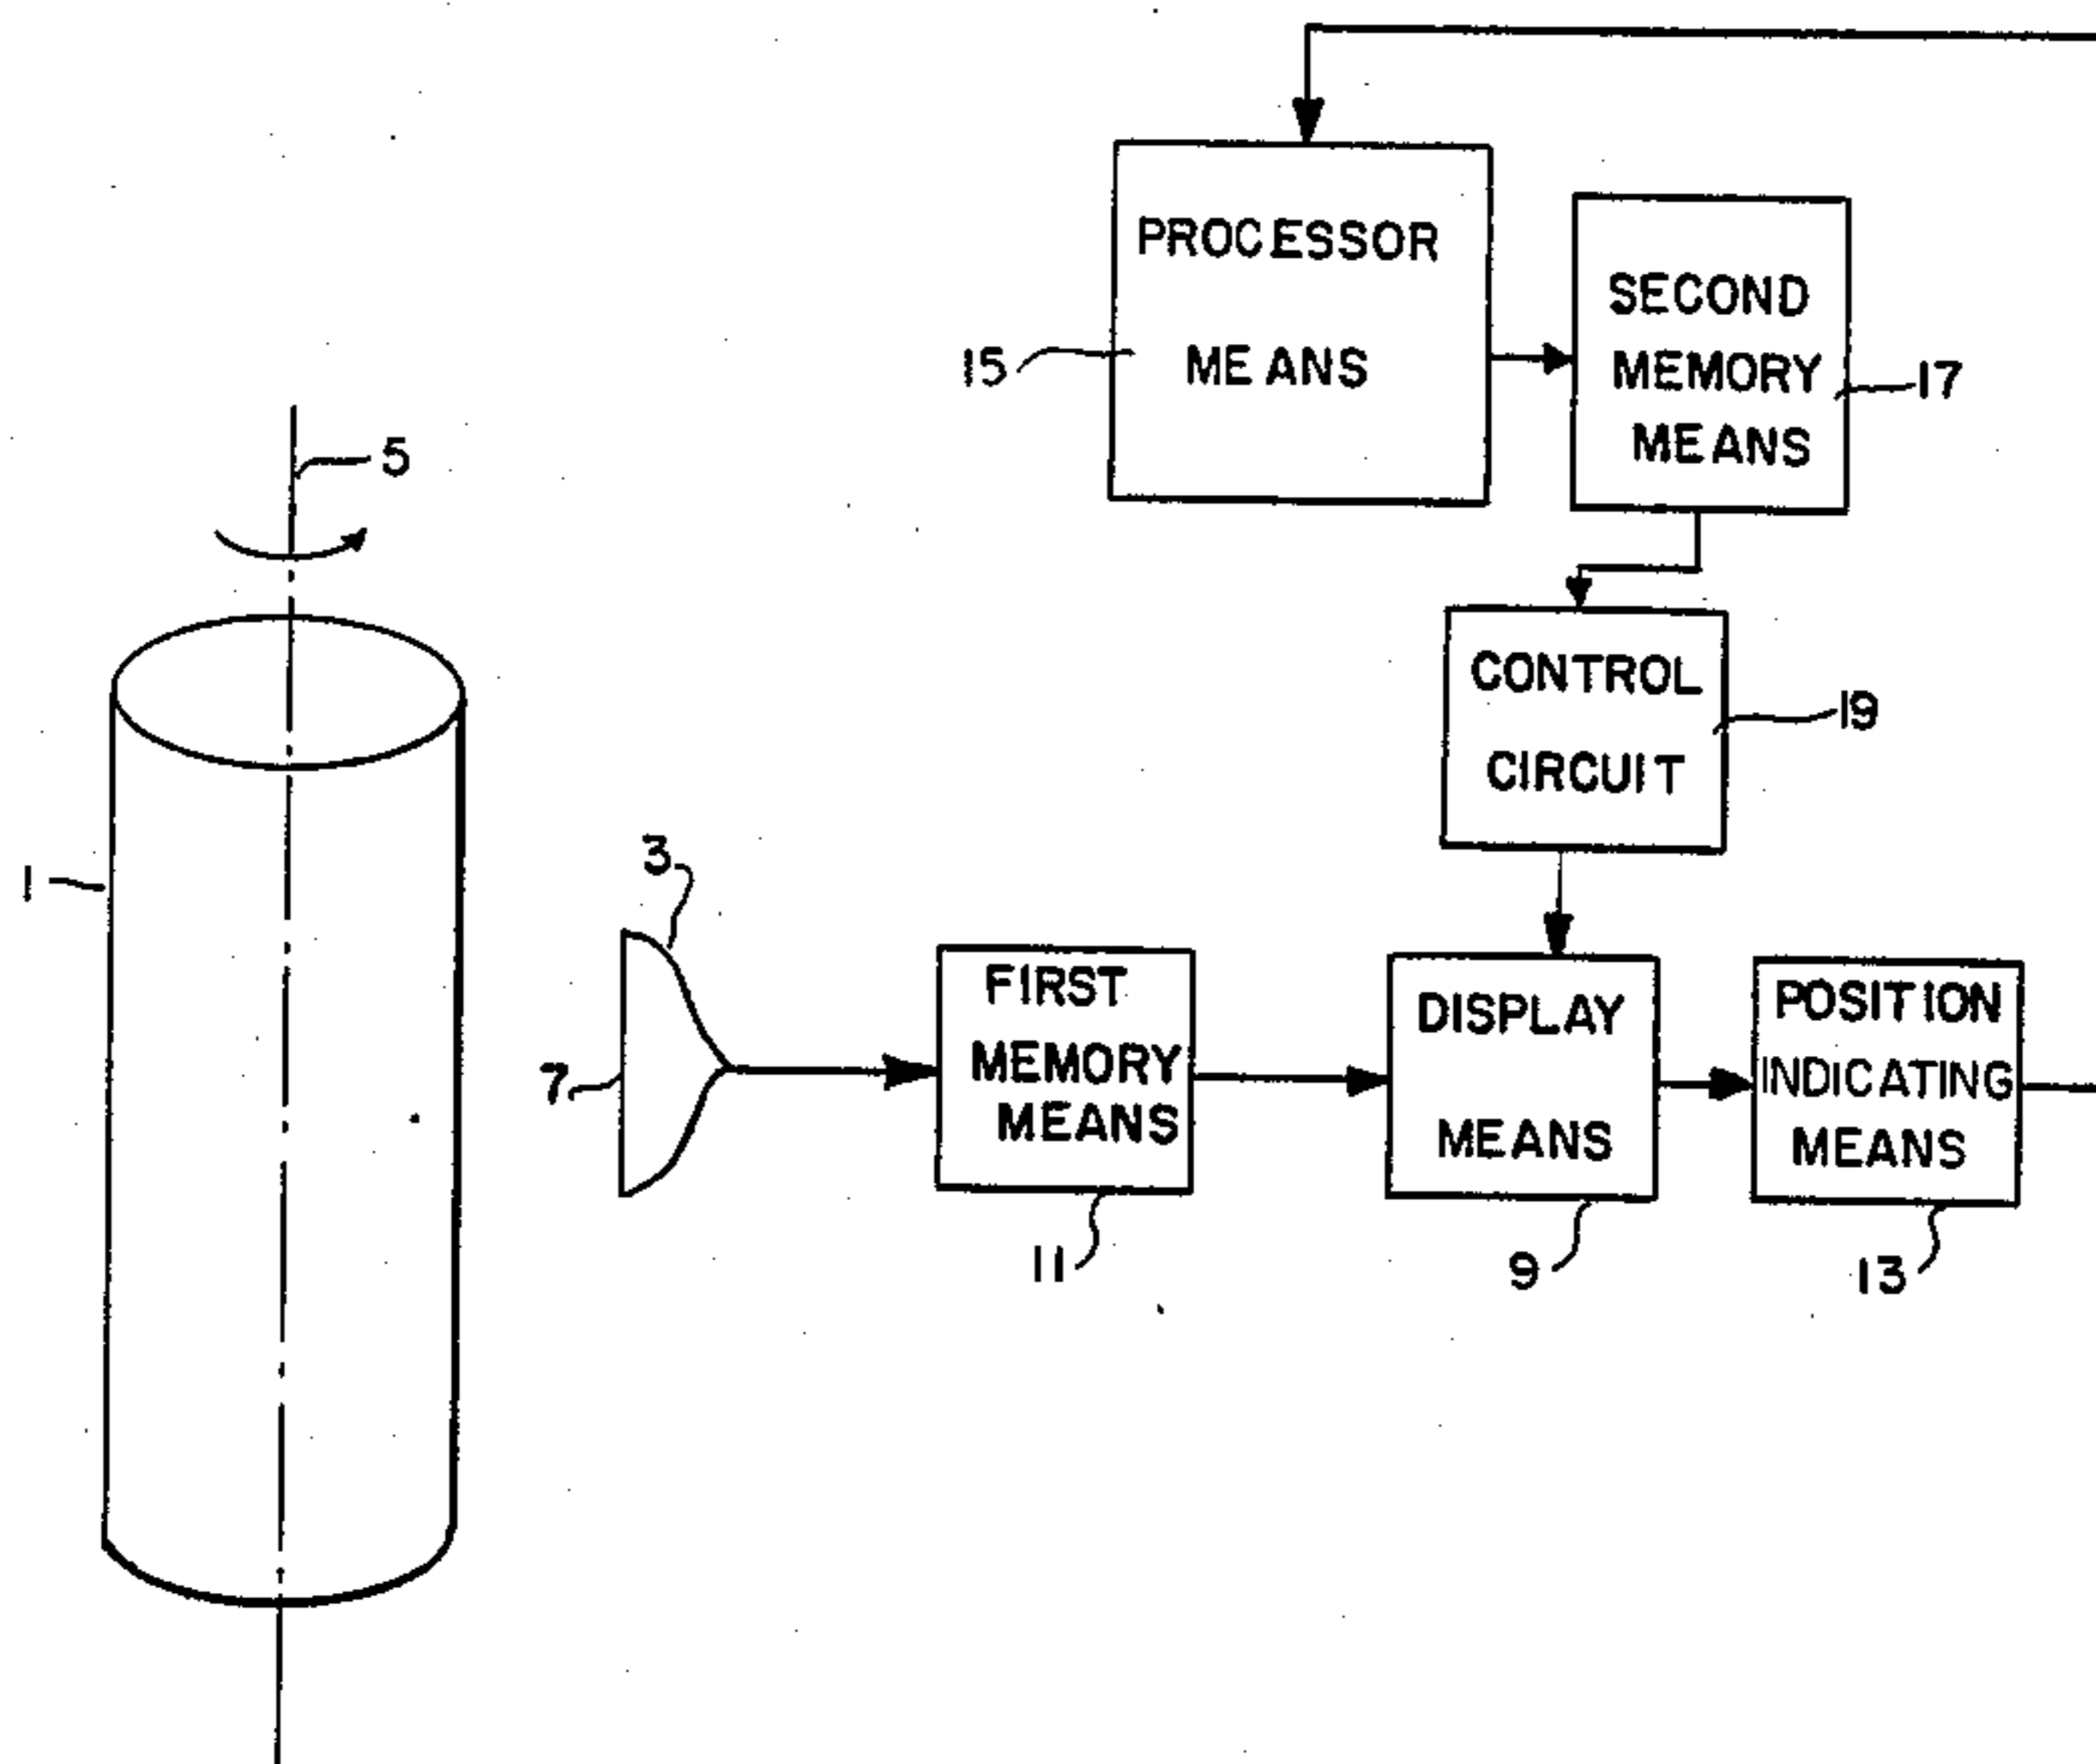 PROCESSOR
MEANS
15
SECOND
MEMORY
MEANS
17
5
CONTROL
CIRCUIT
19
1
3
7
FIRST
MEMORY
MEANS
11
DISPLAY
MEANS
9
POSITION
INDICATING
MEANS
13